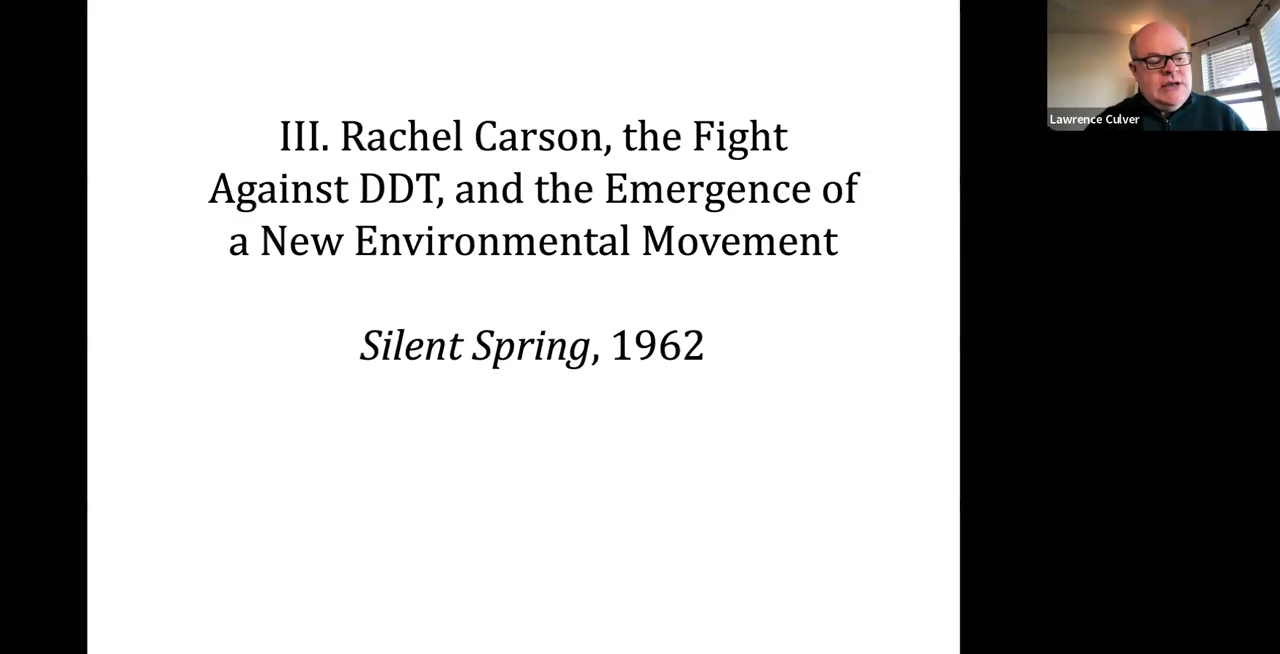 III. Rachel Carson, the Fight
Against DDT, and the Emergence of
a New Environmental Movement
Silent Spring, 1962
Lawrence Culver